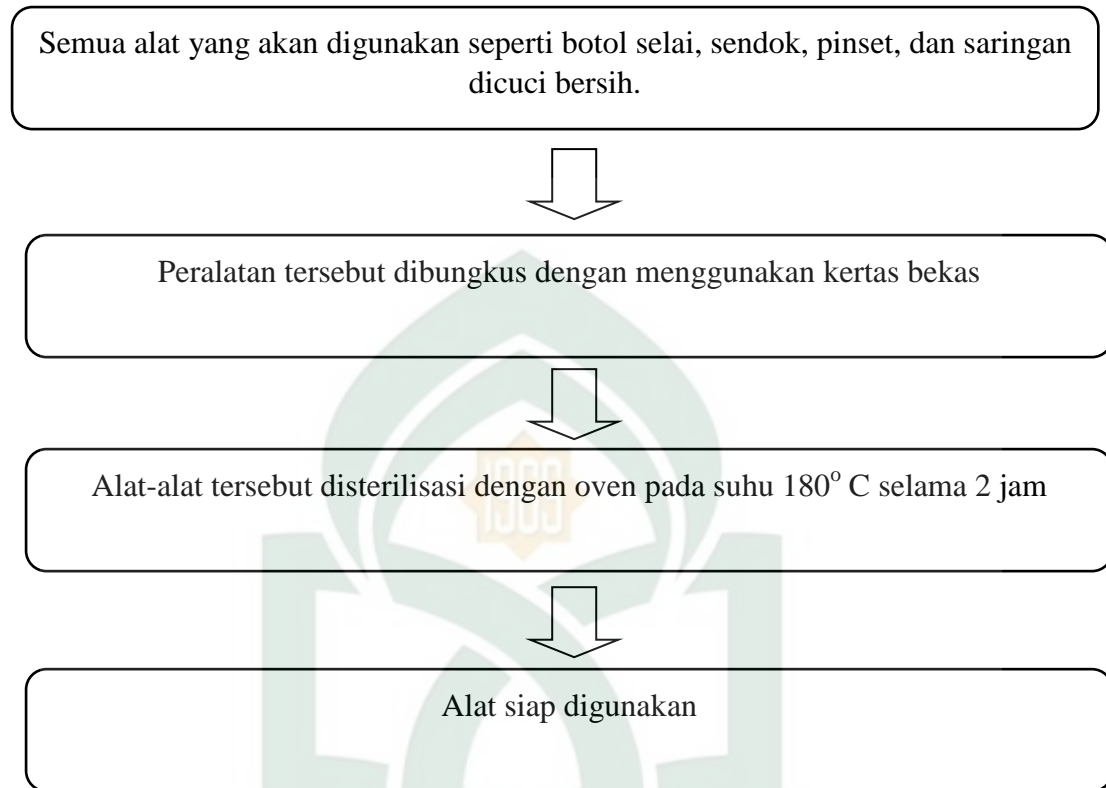 Semua alat yang akan digunakan seperti botol selai, sendok, pinset, dan saringan
dicuci bersih.
Peralatan tersebut dibungkus dengan menggunakan kertas bekas
Alat-alat tersebut disterilisasi dengan oven pada suhu 180° C selama 2 jam
1965
Alat siap digunakan